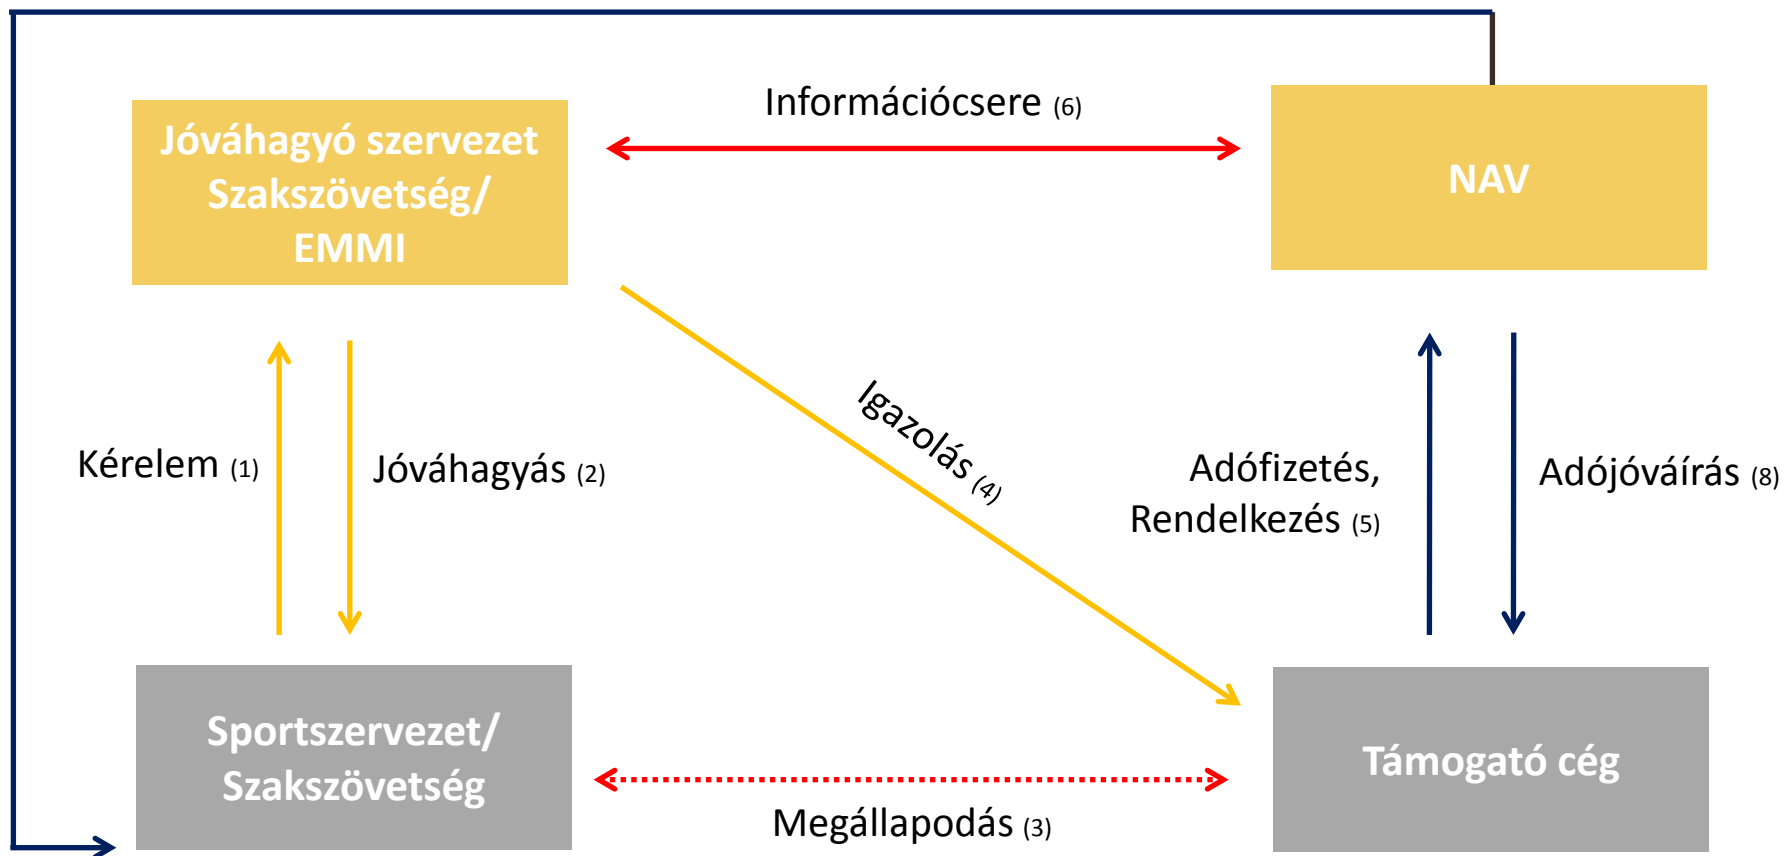 Információcsere (6)
Jóváhagyó szervezet
Szakszövetség/
EMMI
NAV
Igazolás (4)
Kérelem (1)
Jóváhagyás (2)
Adófizetés,
Rendelkezés (5)
Adójóváírás (8)
Sportszervezet/
Szakszövetség
Támogató cég
Megállapodás (3)